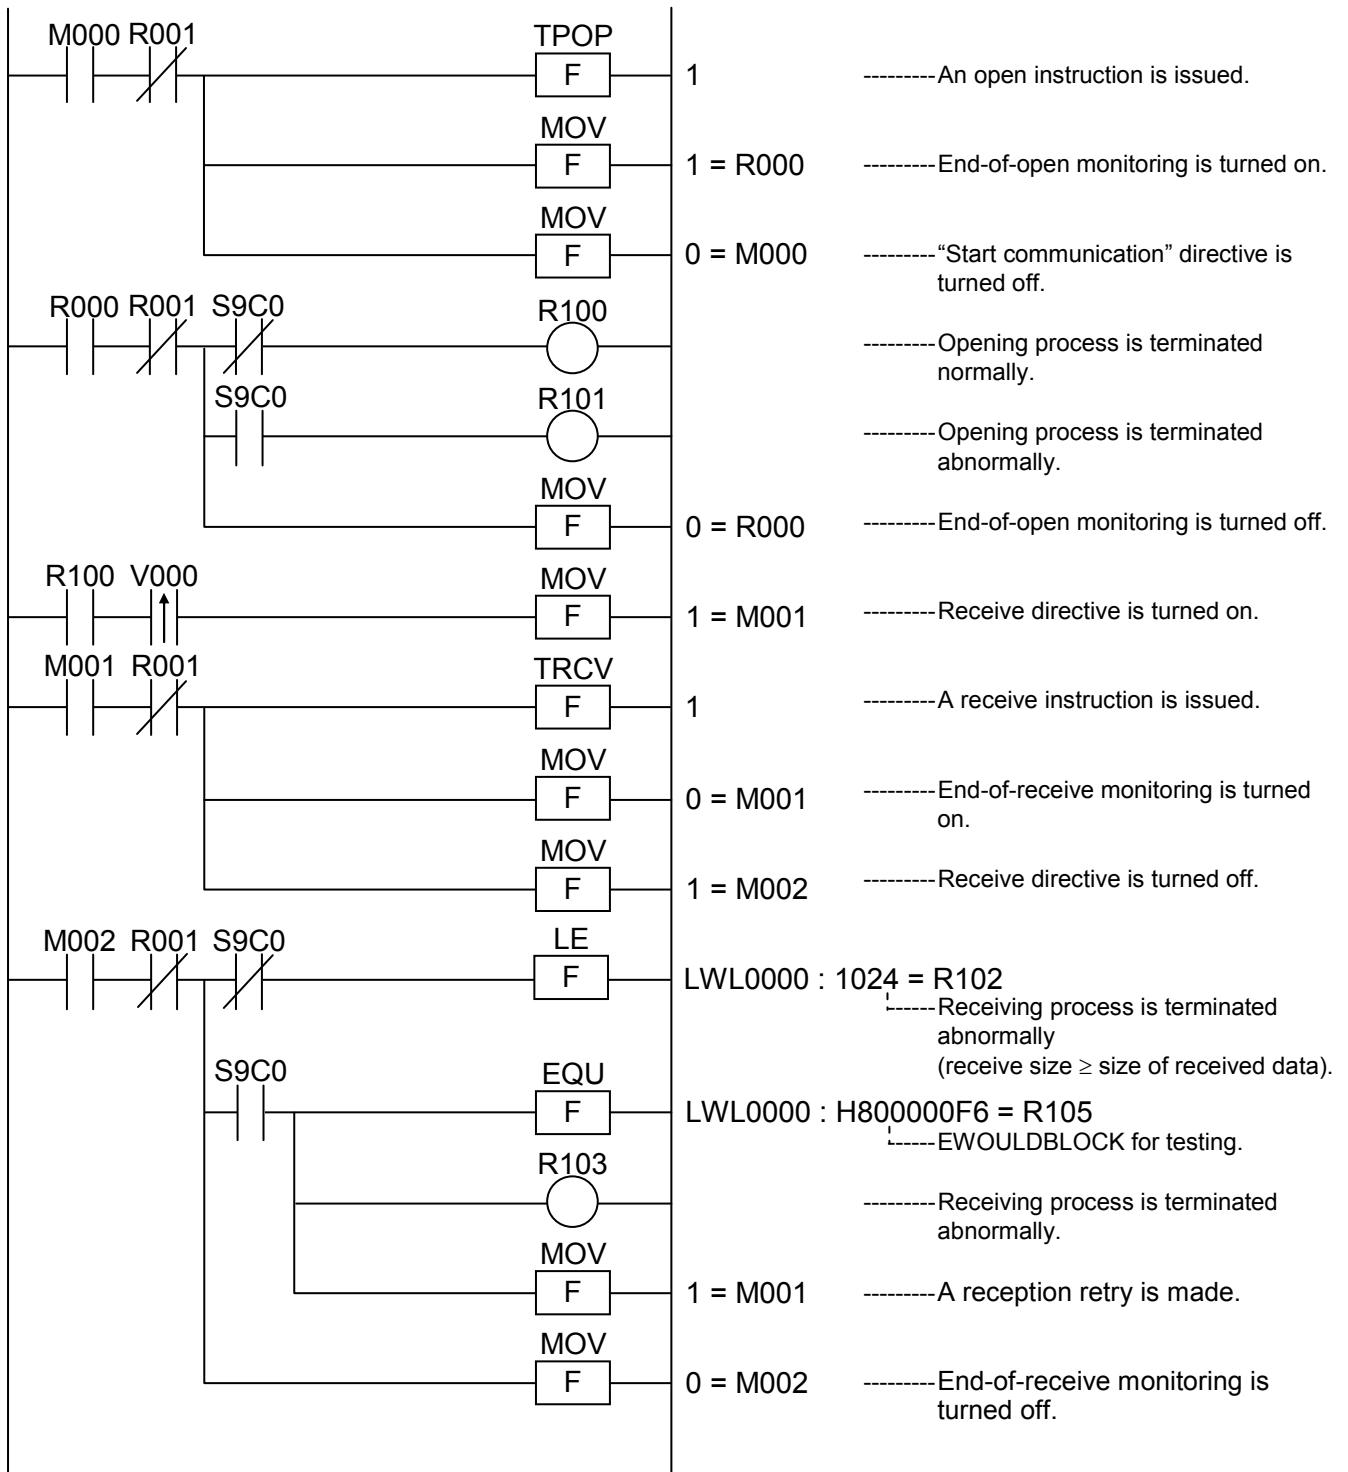 M000 R001 TPOP
F 1 ---------An open instruction is issued.
MOV
F 1 = R000 ---------End-of-open monitoring is turned on.
MOV
F 0 = M000 ---------“Start communication” directive is
turned off.
R000 R001 S9C0 R100
---------Opening process is terminated
normally.
S9C0 R101
---------Opening process is terminated
abnormally.
MOV
F 0 = R000 ---------End-of-open monitoring is turned off.
R100 V000 MOV
F 1 = M001 ---------Receive directive is turned on.
M001 R001 TRCV
F 1 ---------A receive instruction is issued.
MOV
F 0 = M001 ---------End-of-receive monitoring is turned
on.
MOV
F 1 = M002 ---------Receive directive is turned off.
M002 R001 S9C0 LE
F LWL0000 : 1024 = R102
------Receiving process is terminated
abnormally
(receive size ≥ size of received data).
S9C0 EQU
F LWL0000 : H800000F6 = R105
------EWOULDBLOCK for testing.
R103
---------Receiving process is terminated
abnormally.
MOV
F 1 = M001 ---------A reception retry is made.
MOV
F 0 = M002 ---------End-of-receive monitoring is
turned off.